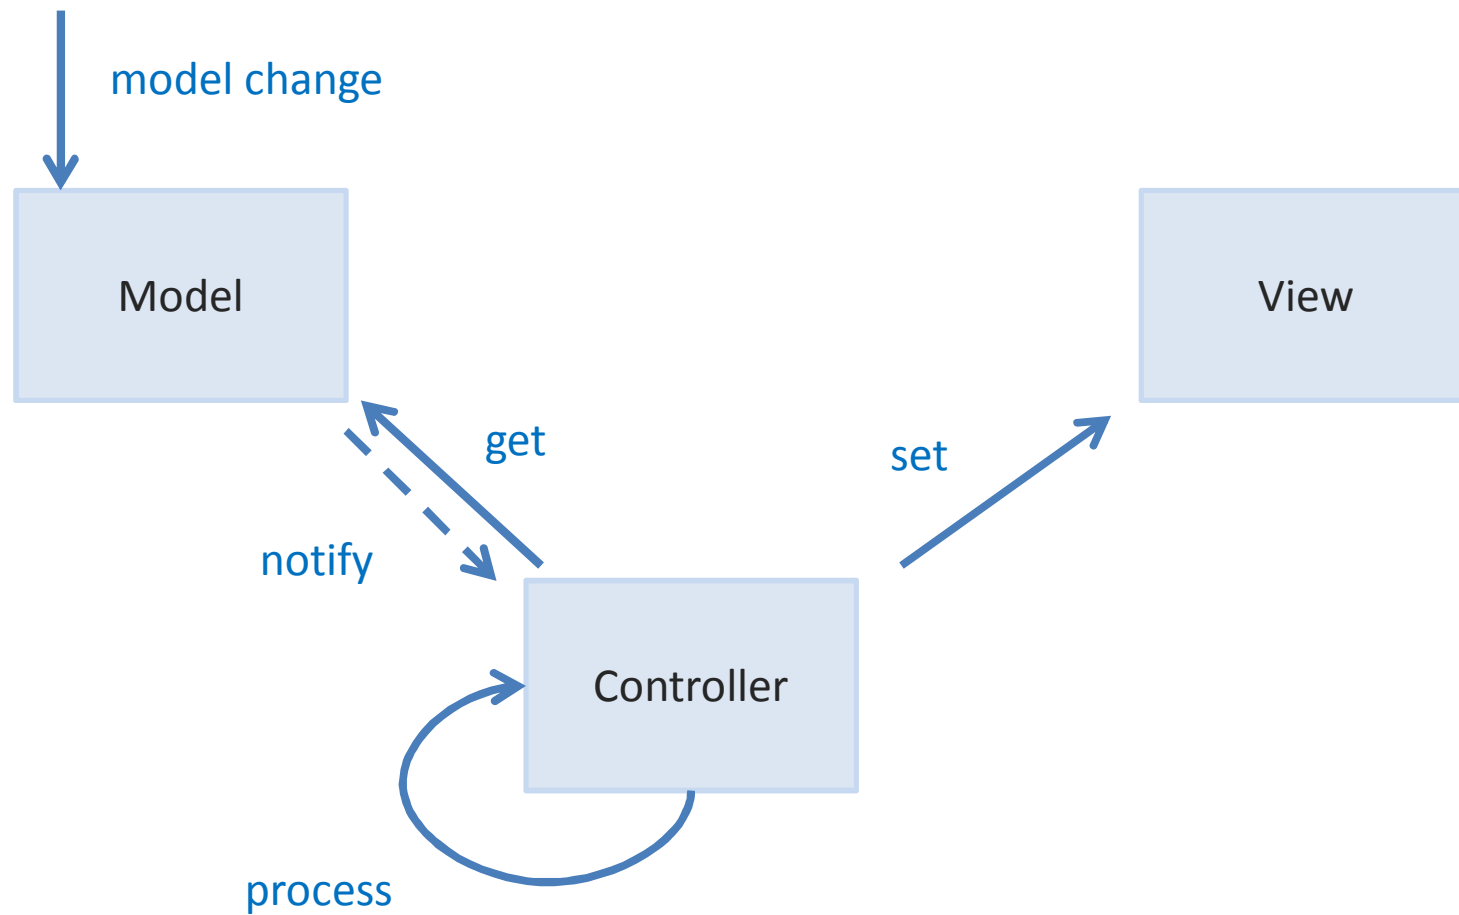 model change
Model
View
get
set
notify
Controller
process